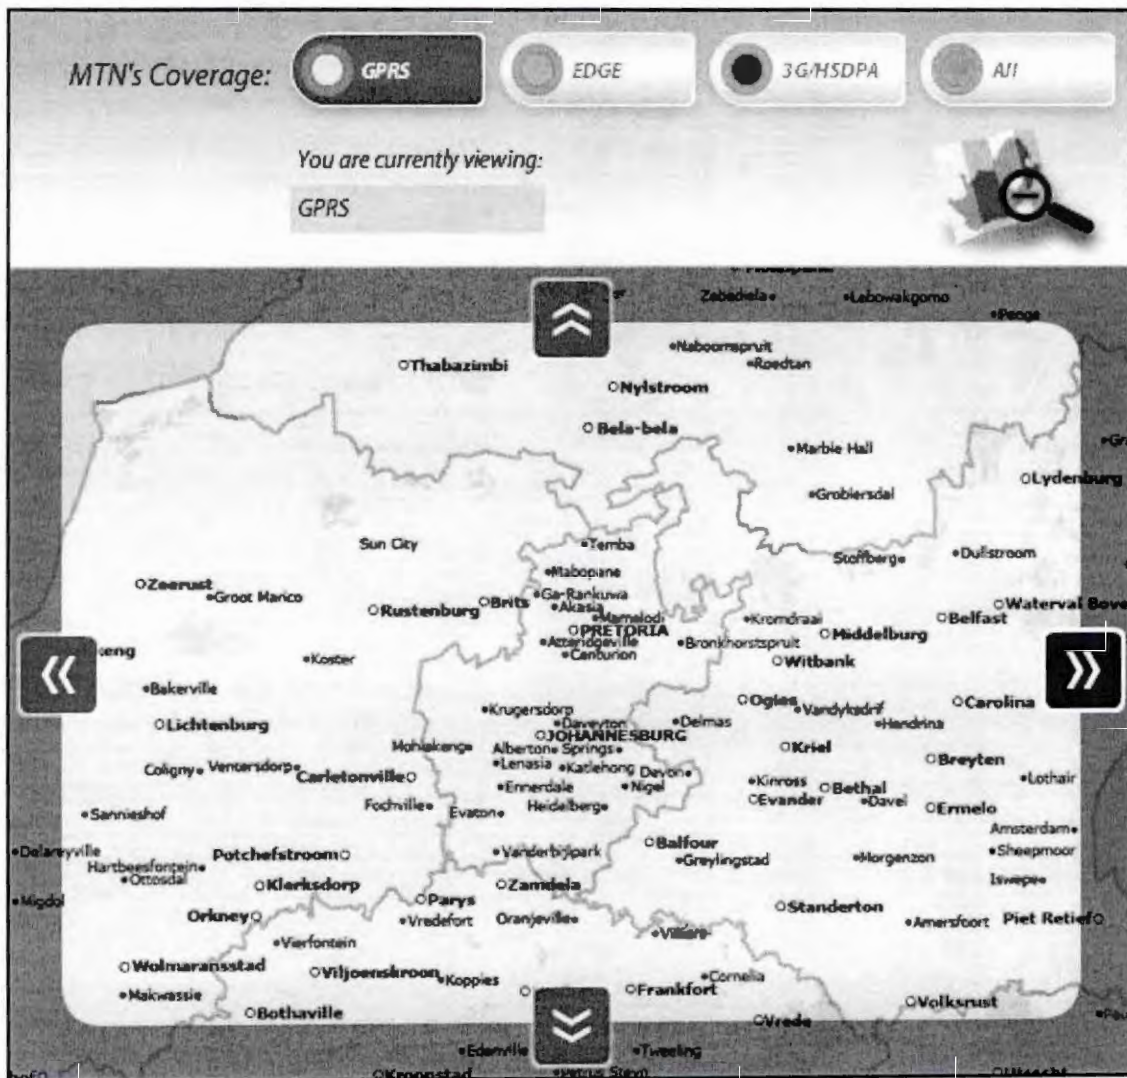 MTN's Coverage: GPRS EDGE 3G/HSDPA All
You are currently viewing:
GPRS
Zebediela Lebowakgomo
Penge
Naboomspruit
Thabazimbi Roedtan
Nylstroom
Bela-bela
Marble Hall
Lydenburg
Groblersdal
Sun City Temba
Stoffberg Dullstroom
Mabopane
Zeerust Groot Marico Ga-Rankuwa
Rustenburg Brits Akasia Waterval Bove
Mamelodi Kromdraai Belfast
PRETORIA Middelburg
Atteridgeville Bronkhorstspruit
keng Koster Centurion Witbank
Bakerville
Ogies Vandyksdrif Carolina
Krugersdorp
Lichtenburg Daveyton Delmas Hendrina
JOHANNESBURG
Mohlakeng Alberton Springs Kriel
Coligny Ventersdorp Lenasia Katlehong Devon Breyten
Carletonville Kinross Lothair
Ennerdale Nigel Bethal
Fochville Heidelberg Evander Davel Ermelo
Sannieshof Evaton
Amsterdam
Delareyville Potchefstroom Vanderbijlpark Balfour Sheepmoor
Hartbeesfontein Greylingstad Morgenzon
Ottosdal Klerksdorp Zamdela Iswepe
Migdol Parys Standerton
Orkney Vredefort Oranjeville Amersfoort Piet Retief
Vierfontein Villiers
Wolmaransstad Viljoenskroon Koppies Cornelia
Makwassie Frankfort Volksrust
Bothaville Vrede
Edenville Tweeling
Kroonstad Petrus Steyn Utrecht